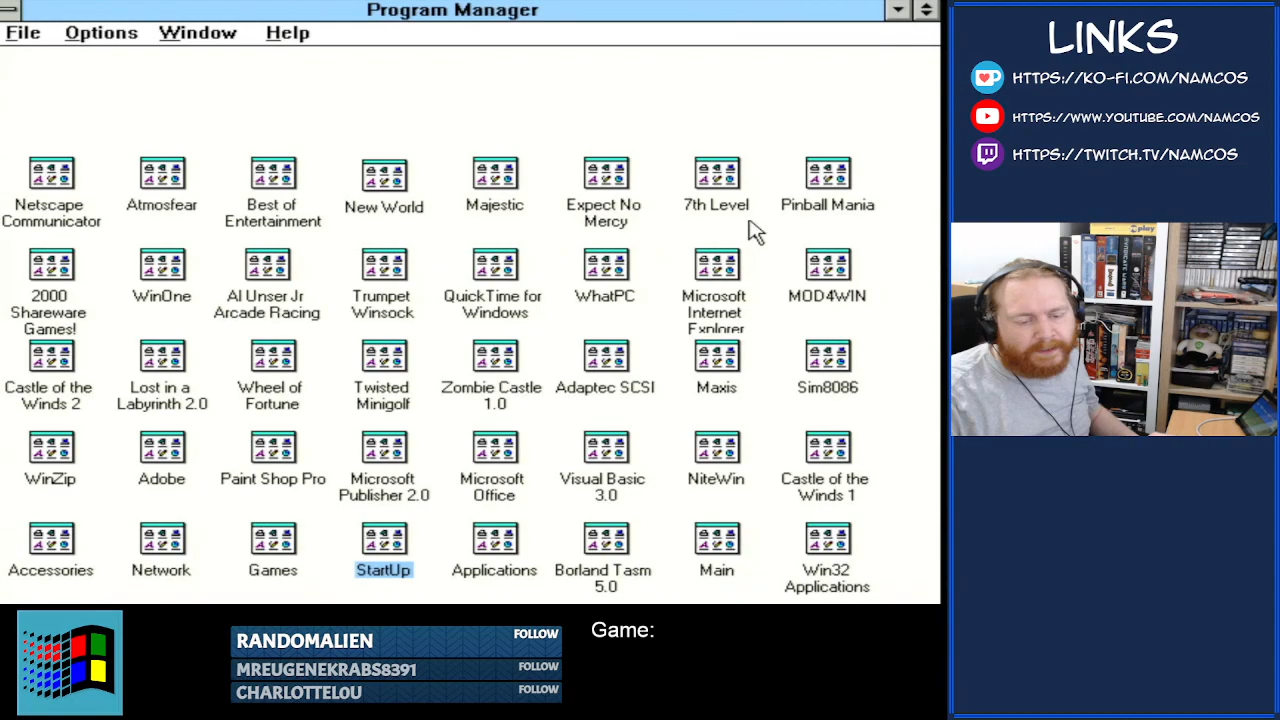 Program Manager
File Options Window Help
LINKS
HTTPS://KO-FI.COM/NAMCOS
HTTPS://WWW.YOUTUBE.COM/NAMCOS
HTTPS://TWITCH.TV/NAMCOS
Netscape Communicator
Atmosfear
Best of Entertainment
New World
Majestic
Expect No Mercy
7th Level
Pinball Mania
2000 Shareware Games!
WinOne
Al Unser Jr Arcade Racing
Trumpet Winsock
QuickTime for Windows
WhatPC
Microsoft Internet Explorer
MOD4WIN
Castle of the Winds 2
Lost in a Labyrinth 2.0
Wheel of Fortune
Twisted Minigolf
Zombie Castle 1.0
Adaptec SCSI
Maxis
Sim8086
WinZip
Adobe
Paint Shop Pro
Microsoft Publisher 2.0
Microsoft Office
Visual Basic 3.0
NiteWin
Castle of the Winds 1
Accessories
Network
Games
StartUp
Applications
Borland Tasm 5.0
Main
Win32 Applications
RANDOMALIEN FOLLOW
MREUGENEKRABS8391 FOLLOW
CHARLOTTEL0U FOLLOW
Game: